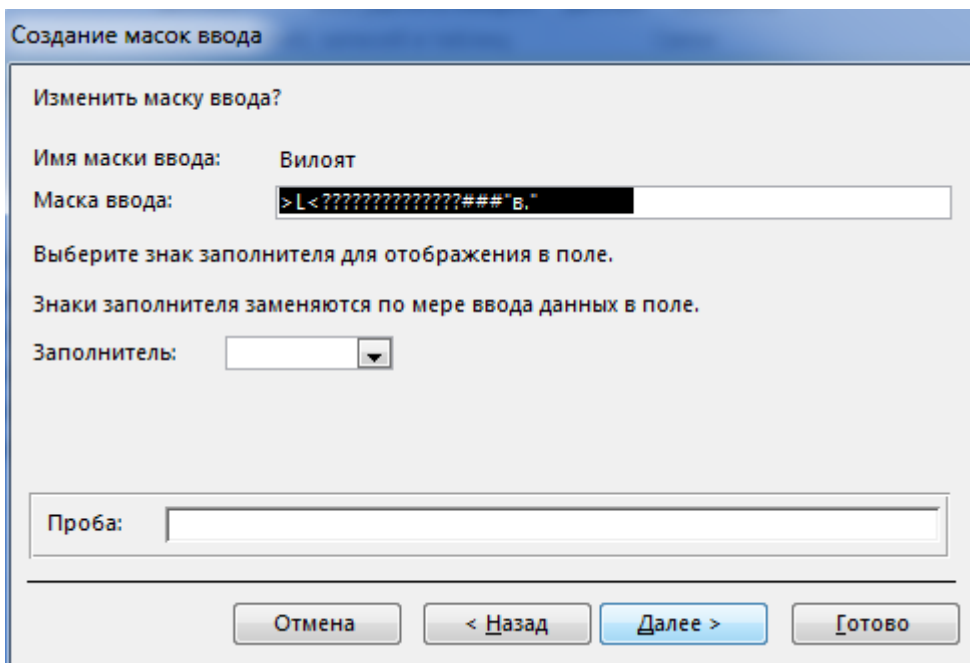 Создание масок ввода
Изменить маску ввода?
Имя маски ввода: Вилоят
Маска ввода: >L<??????????????###"в."
Выберите знак заполнителя для отображения в поле.
Знаки заполнителя заменяются по мере ввода данных в поле.
Заполнитель:
Проба:
Отмена < Назад Далее > Готово